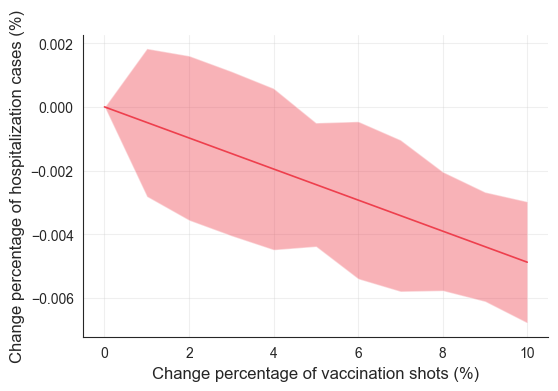 Change percentage of hospitalization cases (%)
0.002
0.000
−0.002
−0.004
−0.006
0 2 4 6 8 10
Change percentage of vaccination shots (%)